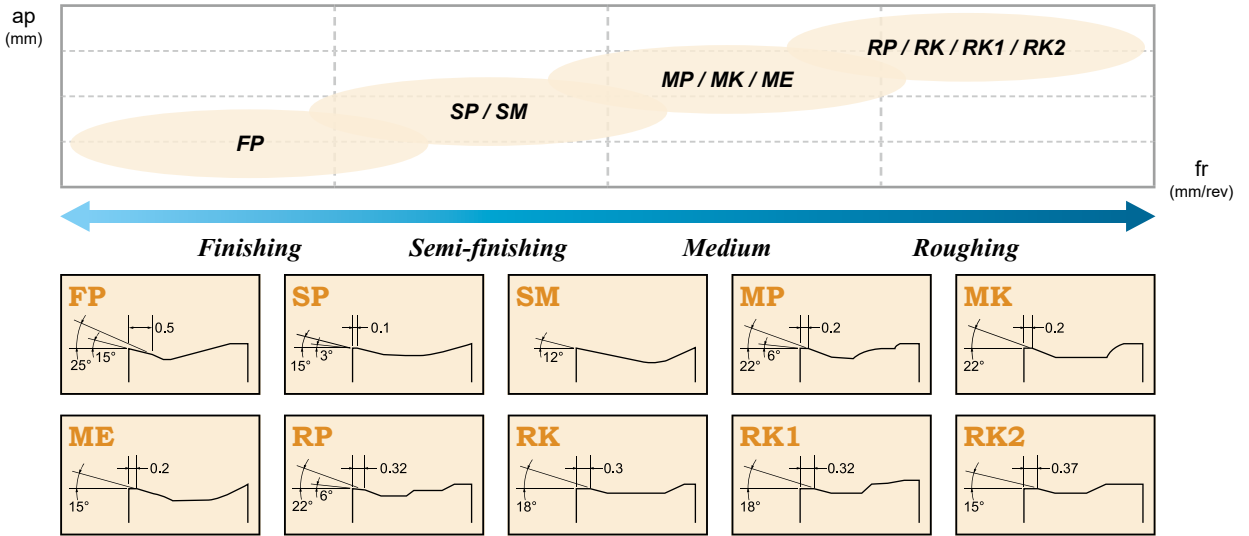 ap
(mm)
RP / RK / RK1 / RK2
MP / MK / ME
SP / SM
FP
fr
(mm/rev)
Finishing
Semi-finishing
Medium
Roughing
FP
0.5
15°
25°
SP
0.1
3°
15°
SM
12°
MP
0.2
6°
22°
MK
0.2
22°
ME
0.2
15°
RP
0.32
6°
22°
RK
0.3
18°
RK1
0.32
18°
RK2
0.37
15°